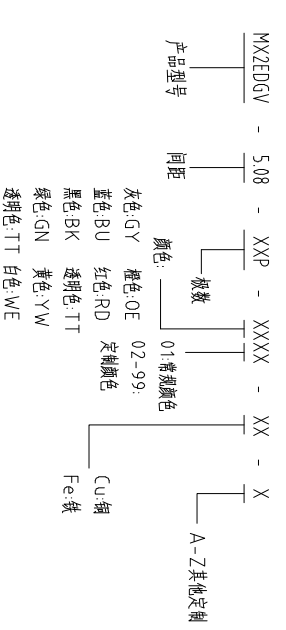 MX2EDGV - 5.08 - XXP - XXXX - XX - X
产品型号
间距
极数
颜色:
灰色:GY 橙色:OE
蓝色:BU 红色:RD
黑色:BK 透明:TT
绿色:GN 黄色:YW
透明色:TT 白色:WE
01:常规颜色
02-99:
定制颜色
Cu:铜
Fe:铁
A-Z其他定制